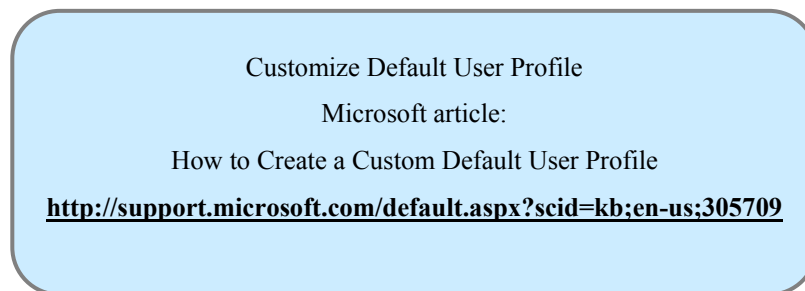 Customize Default User Profile
Microsoft article:
How to Create a Custom Default User Profile
http://support.microsoft.com/default.aspx?scid=kb;en-us;305709